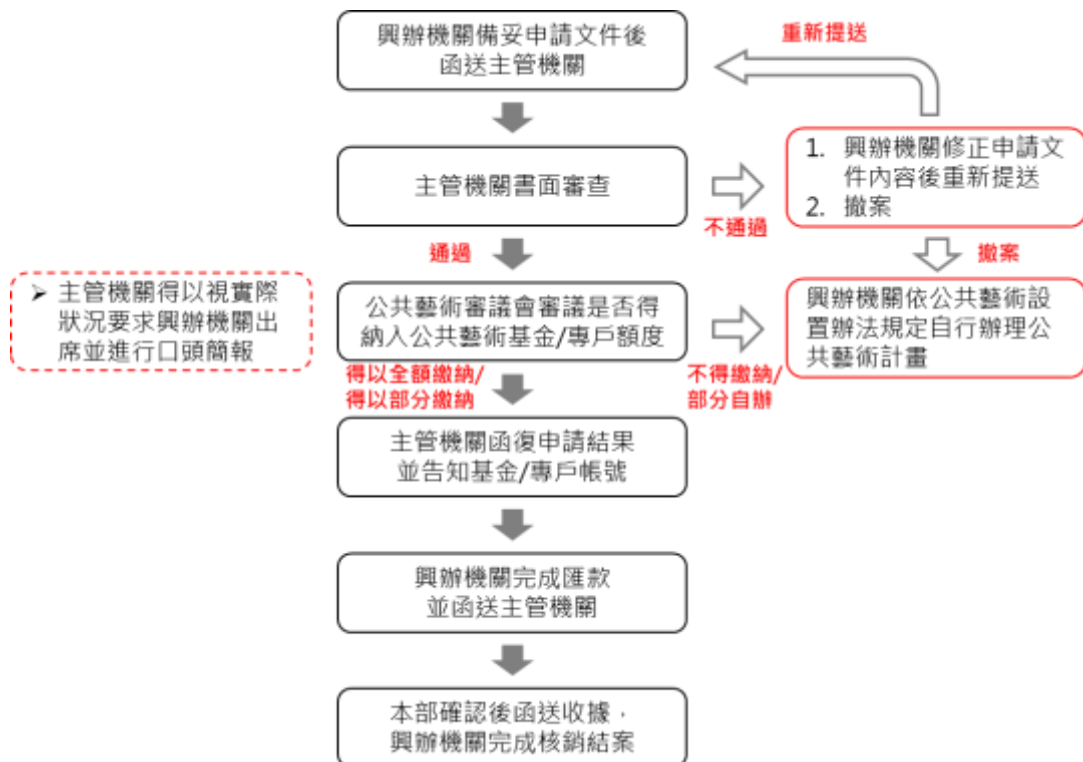 興辦機關備妥申請文件後
函送主管機關
重新提送
主管機關書面審查
不通過
1. 興辦機關修正申請文
件內容後重新提送
2. 撤案
通過
撤案
➢ 主管機關得以視實際
狀況要求興辦機關出
席並進行口頭簡報
公共藝術審議會審議是否得
納入公共藝術基金/專戶額度
興辦機關依公共藝術設
置辦法規定自行辦理公
共藝術計畫
得以全額繳納/
得以部分繳納
不得繳納/
部分自辦
主管機關函復申請結果
並告知基金/專戶帳號
興辦機關完成匯款
並函送主管機關
本部確認後函送收據，
興辦機關完成核銷結案